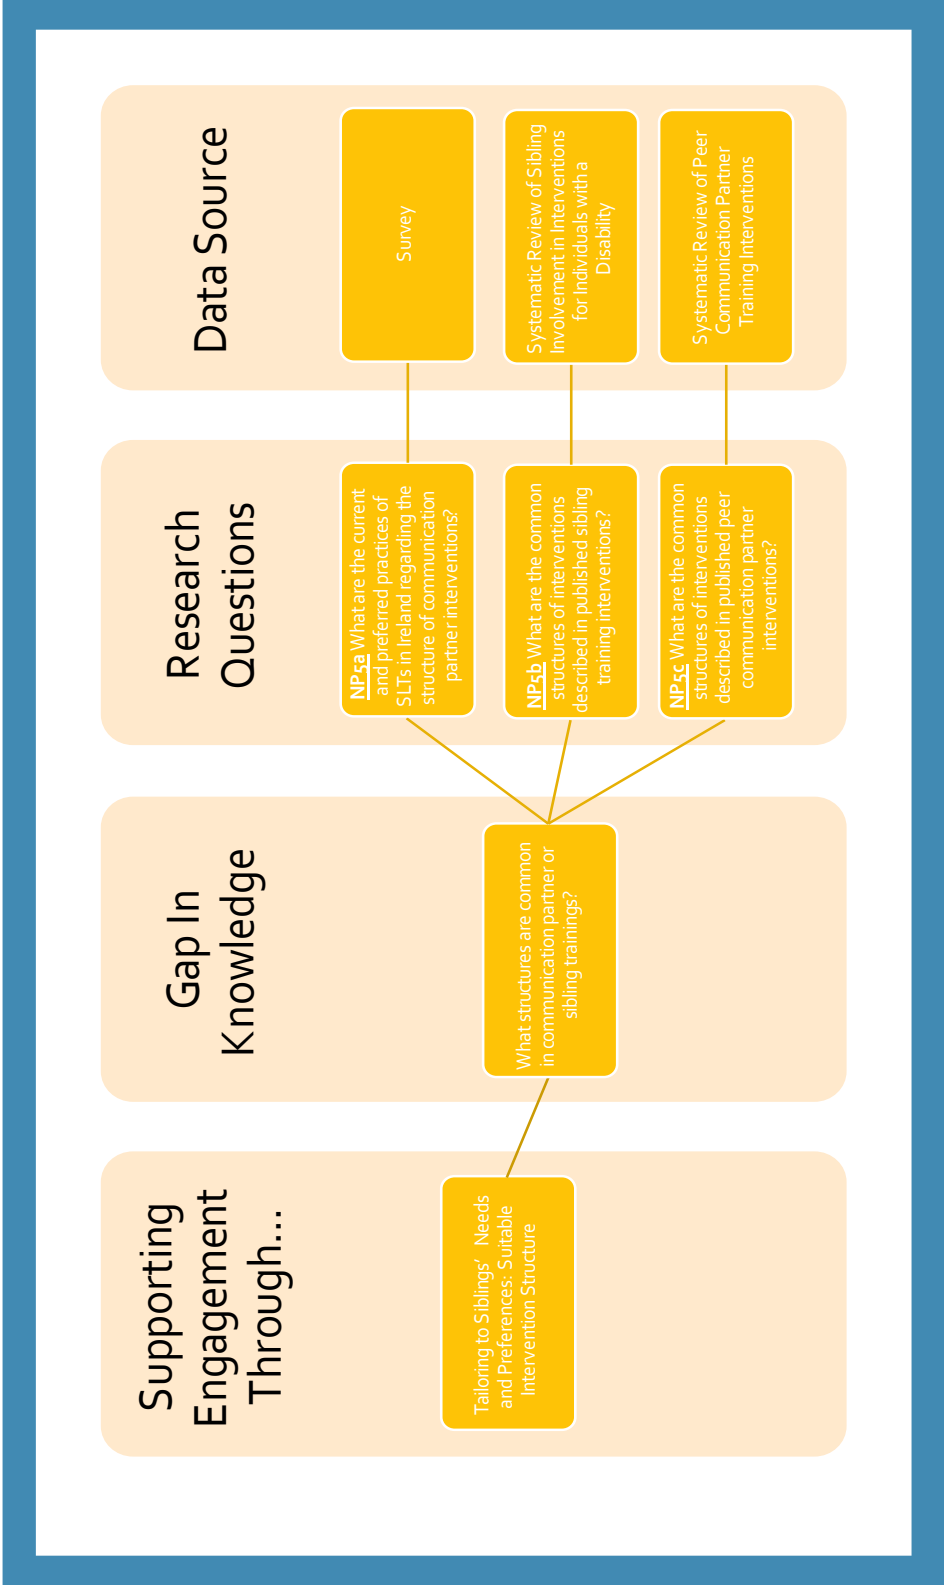 Supporting
Engagement
Through...
Tailoring to Siblings’ Needs
and Preferences: Suitable
Intervention Structure
Gap In
Knowledge
What structures are common
in communication partner or
sibling trainings?
Research
Questions
NP5a What are the current
and preferred practices of
SLTs in Ireland regarding the
structure of communication
partner interventions?
NP5b What are the common
structures of interventions
described in published sibling
training interventions?
NP5c What are the common
structures of interventions
described in published peer
communication partner
interventions?
Data Source
Survey
Systematic Review of Sibling
Involvement in Interventions
for Individuals with a
Disability
Systematic Review of Peer
Communication Partner
Training Interventions